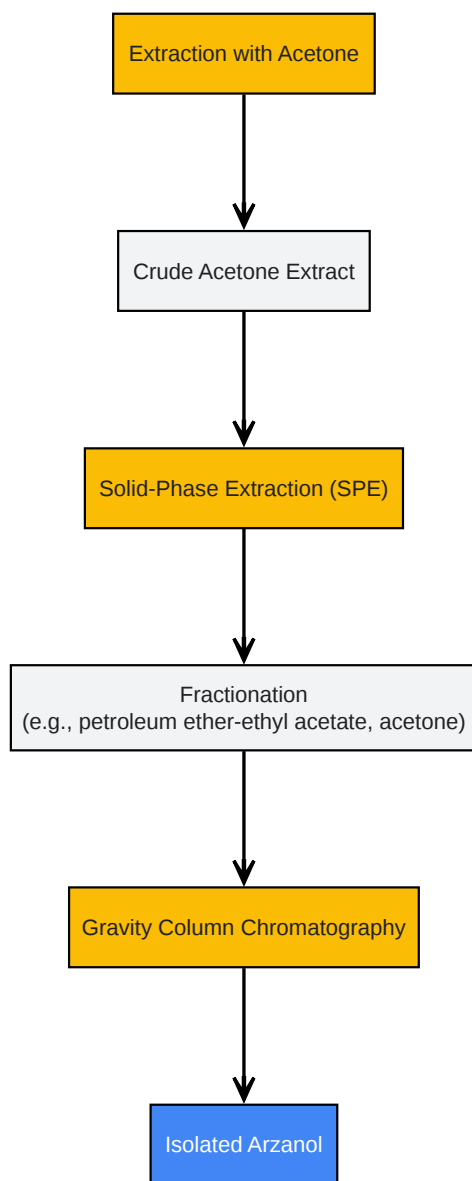 Extraction with Acetone
Crude Acetone Extract
Solid-Phase Extraction (SPE)
Fractionation
(e.g., petroleum ether-ethyl acetate, acetone)
Gravity Column Chromatography
Isolated Arzanol